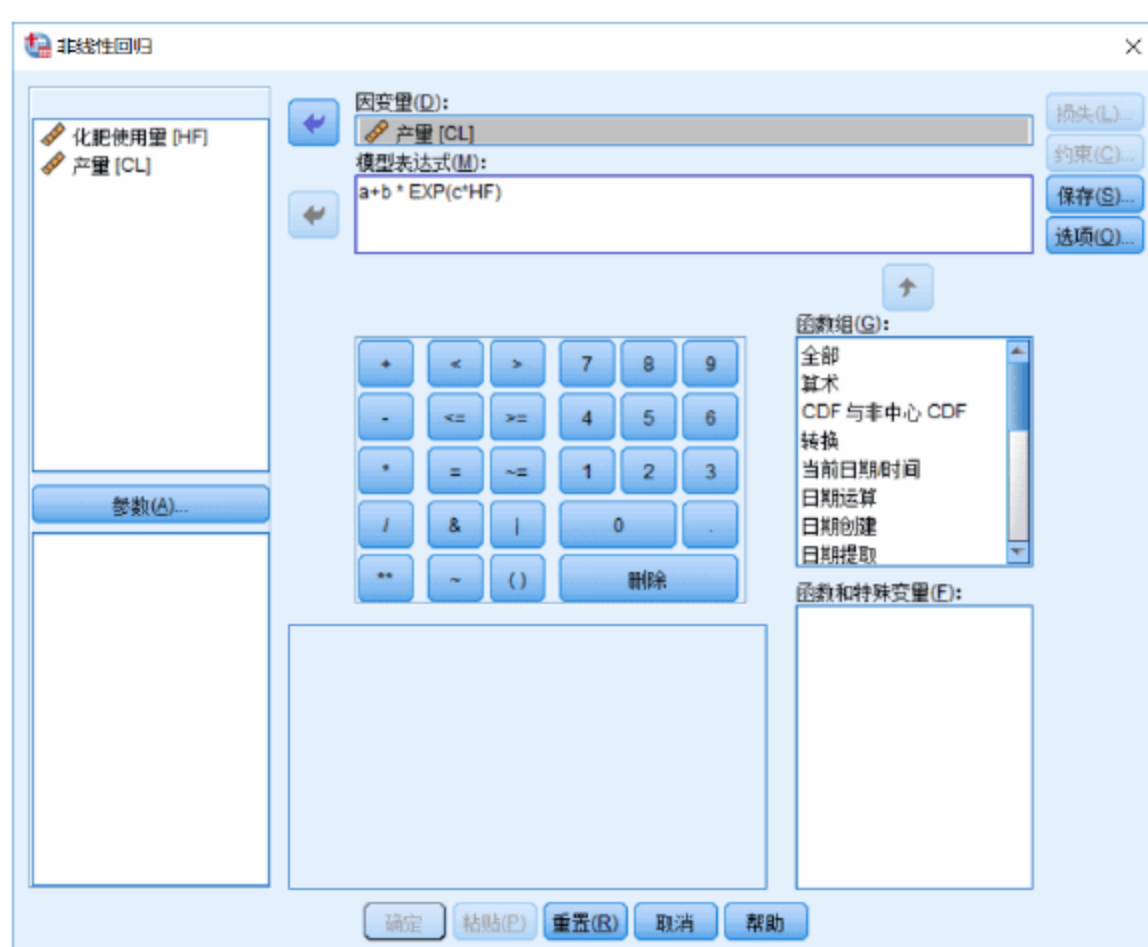 非线性回归
化肥使用量 [HF]
产量 [CL]
参数(A)...
因变量(D):
产量 [CL]
模型表达式(M):
a+b * EXP(c*HF)
损失(L)...
约束(C)...
保存(S)...
选项(O)...
+ < > 7 8 9
- <= >= 4 5 6
* = ~= 1 2 3
/ & | 0 .
** ~ ( ) 删除
函数组(G):
全部
算术
CDF 与非中心 CDF
转换
当前日期/时间
日期运算
日期创建
日期提取
函数和特殊变量(F):
确定 粘贴(P) 重置(R) 取消 帮助